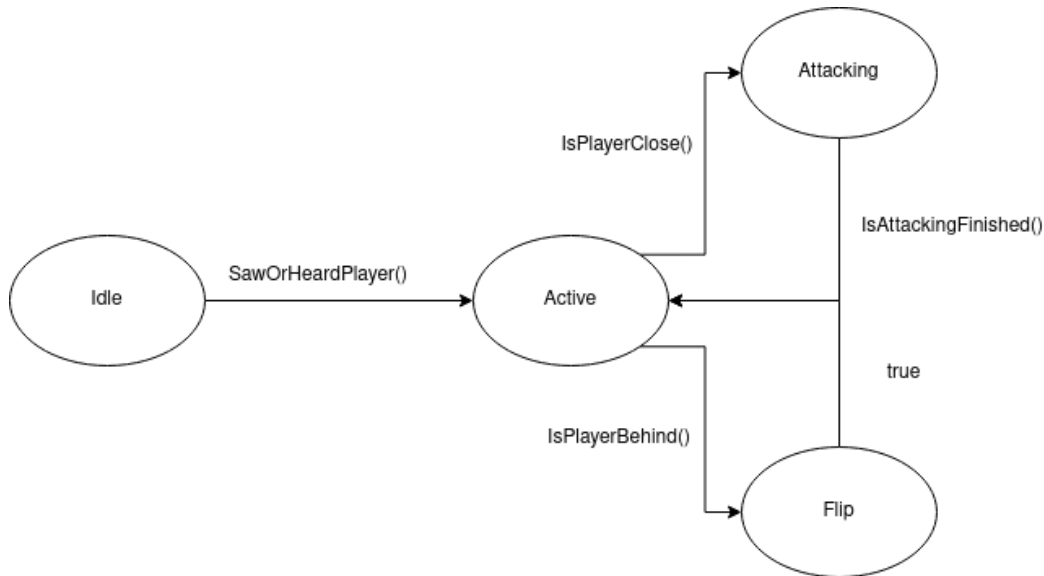 Attacking
IsPlayerClose()
IsAttackingFinished()
SawOrHeardPlayer()
Idle
Active
true
IsPlayerBehind()
Flip